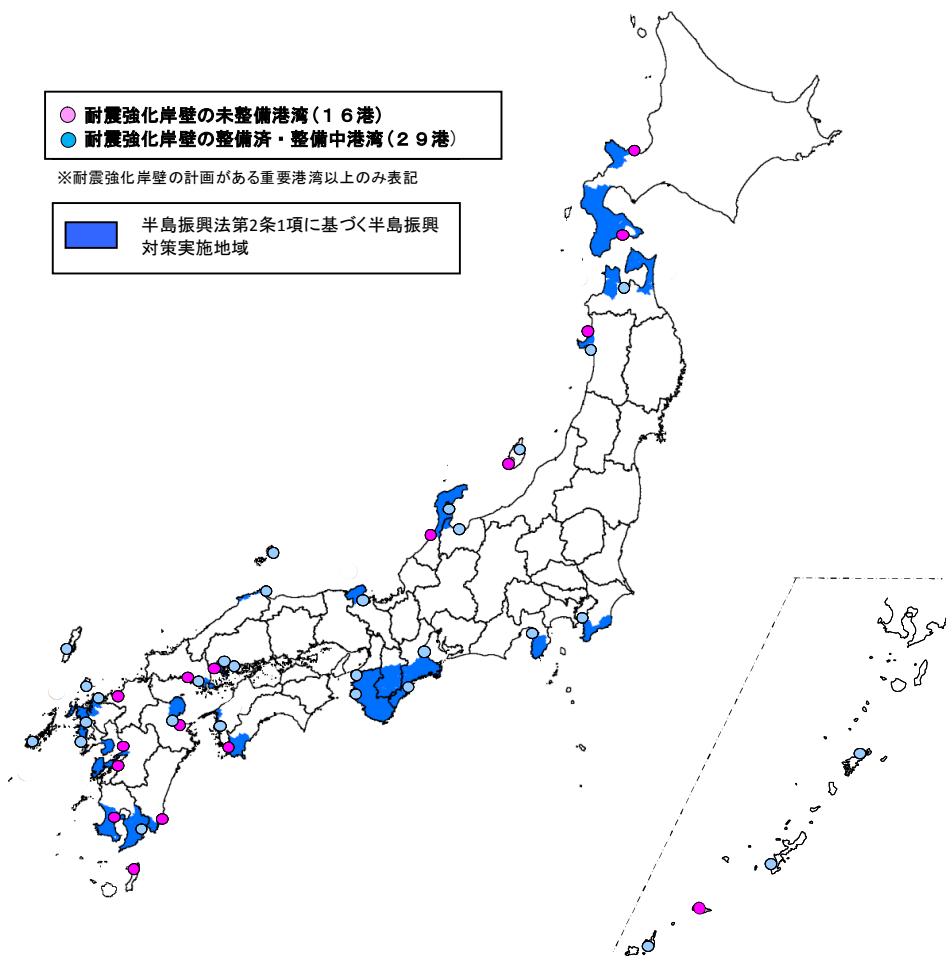 耐震強化岸壁の未整備港湾（１６港）
耐震強化岸壁の整備済・整備中港湾（２９港）
※耐震強化岸壁の計画がある重要港湾以上のみ表記
半島振興法第2条1項に基づく半島振興
対策実施地域